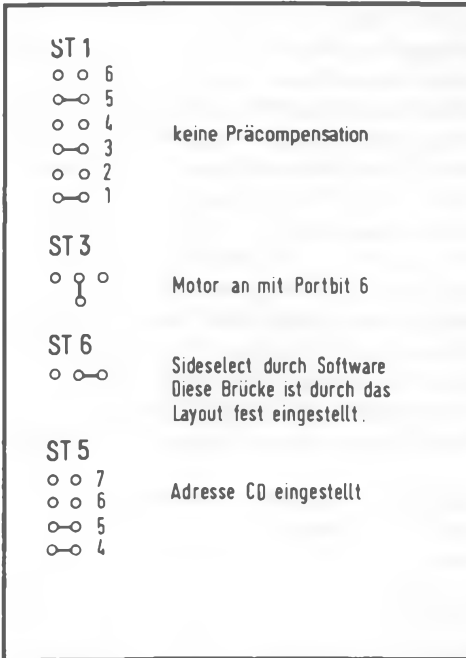 ST 1
6
5
4
3
2
1
keine Präcompensation
ST 3
Motor an mit Portbit 6
ST 6
Sideselect durch Software
Diese Brücke ist durch das
Layout fest eingestellt.
ST 5
7
6
5
4
Adresse C0 eingestellt